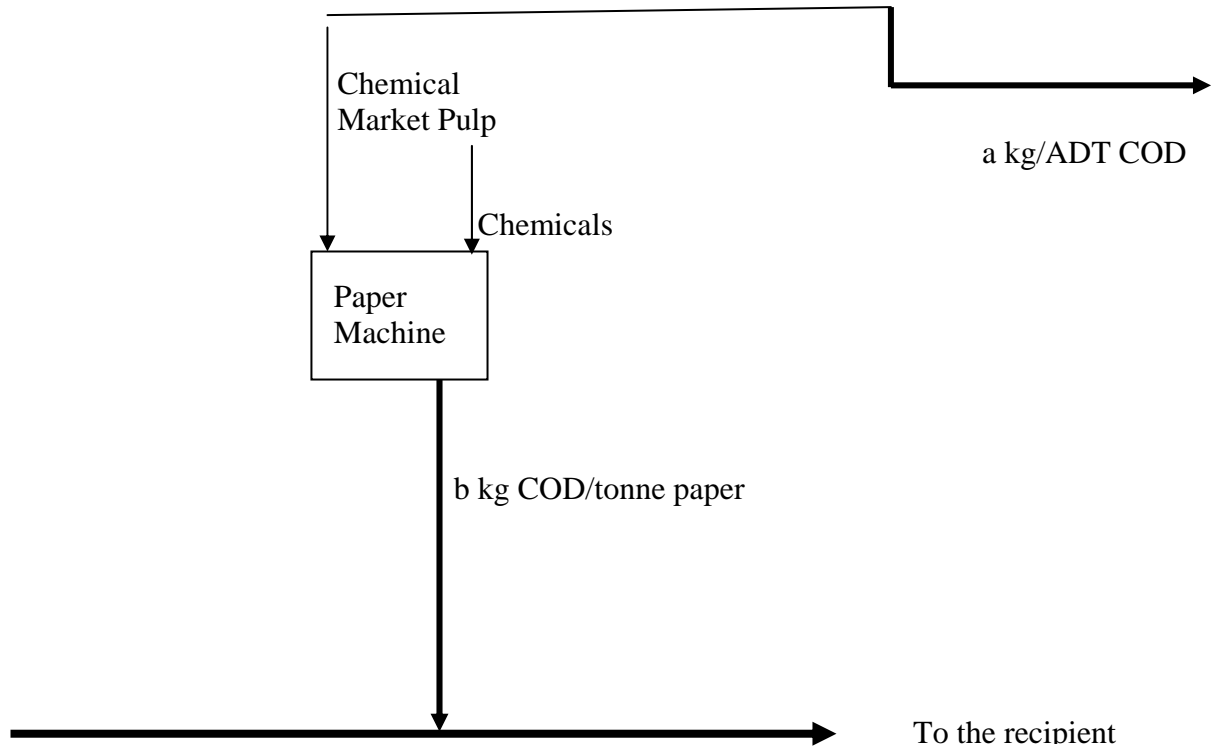 Chemical
Market Pulp
a kg/ADT COD
Chemicals
Paper
Machine
b kg COD/tonne paper
To the recipient